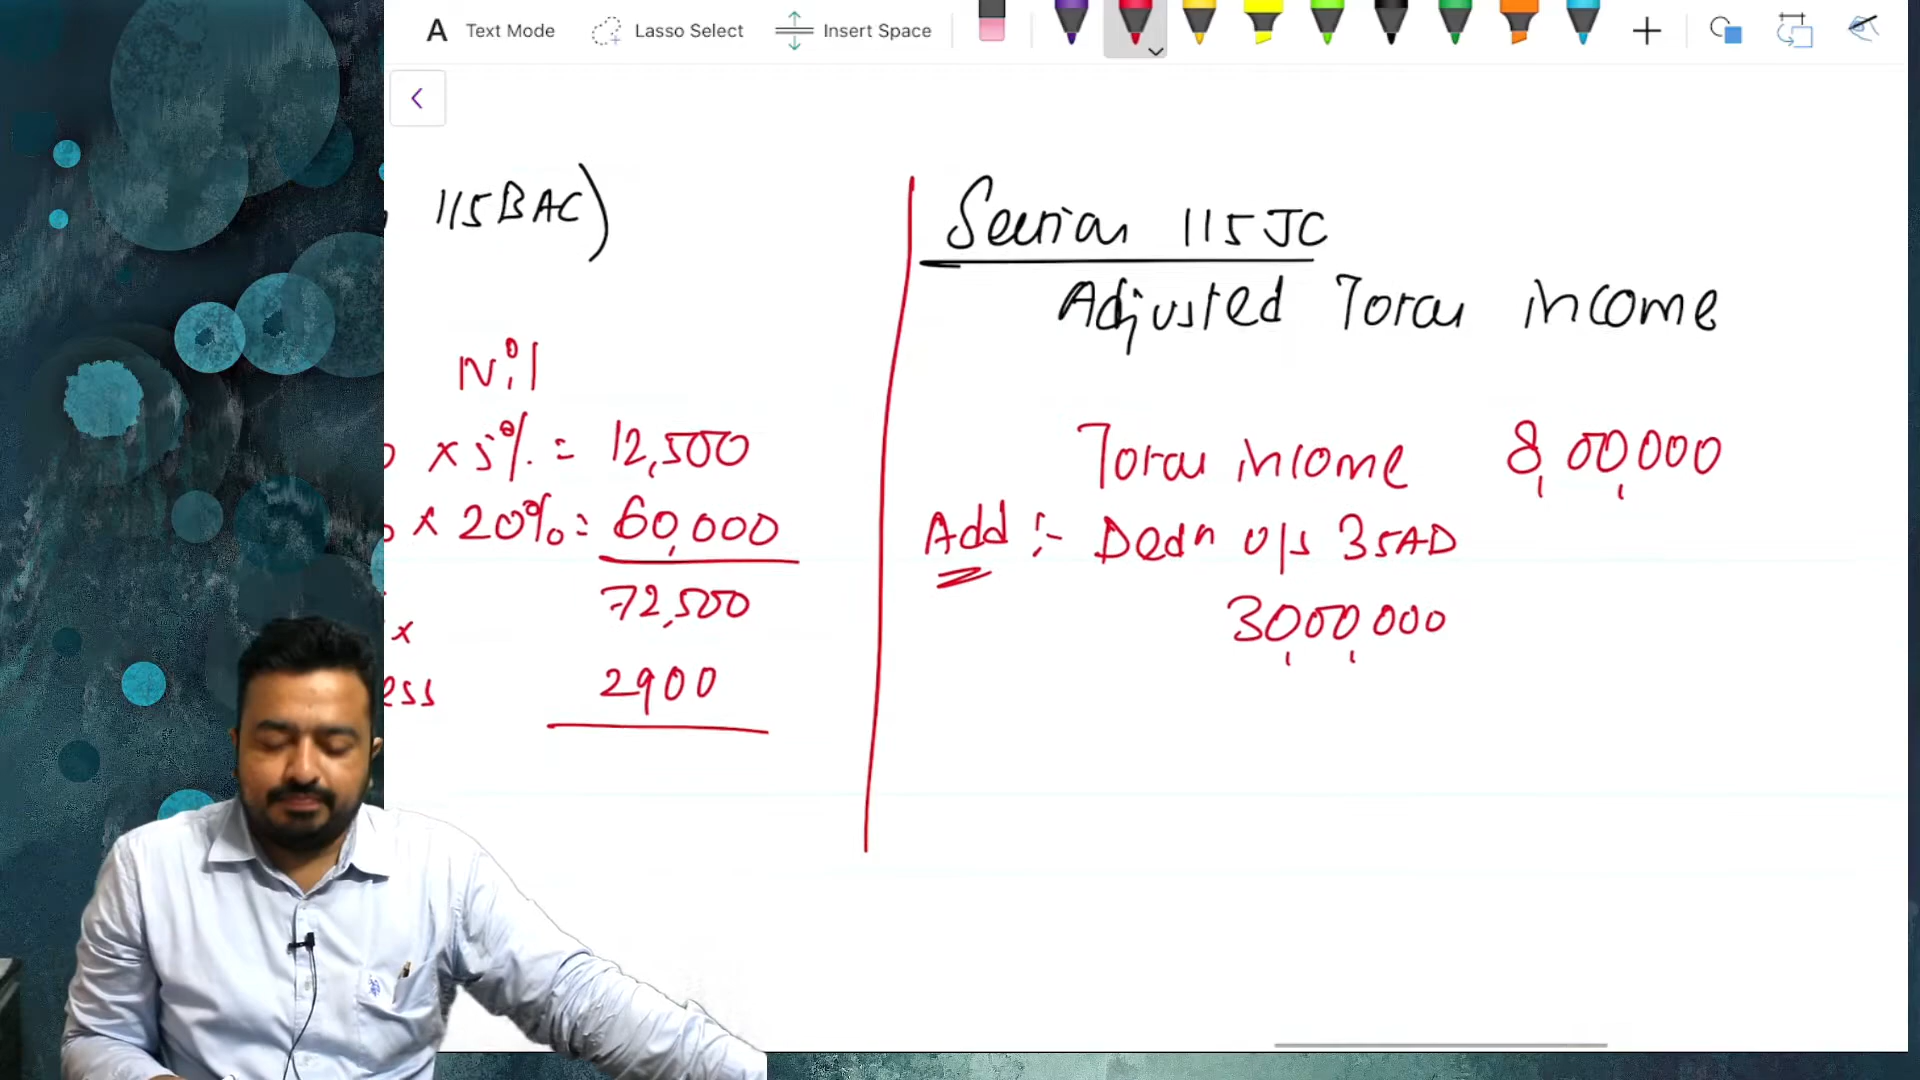 A Text Mode Lasso Select Insert Space
115BAC)
Nil
x 5% = 12,500
x 20% = 60,000
72,500
x
ess 2900
Section 115JC
Adjusted Total income
Total income 8,00,000
Add :- Dedn u/s 35AD
30,00,000